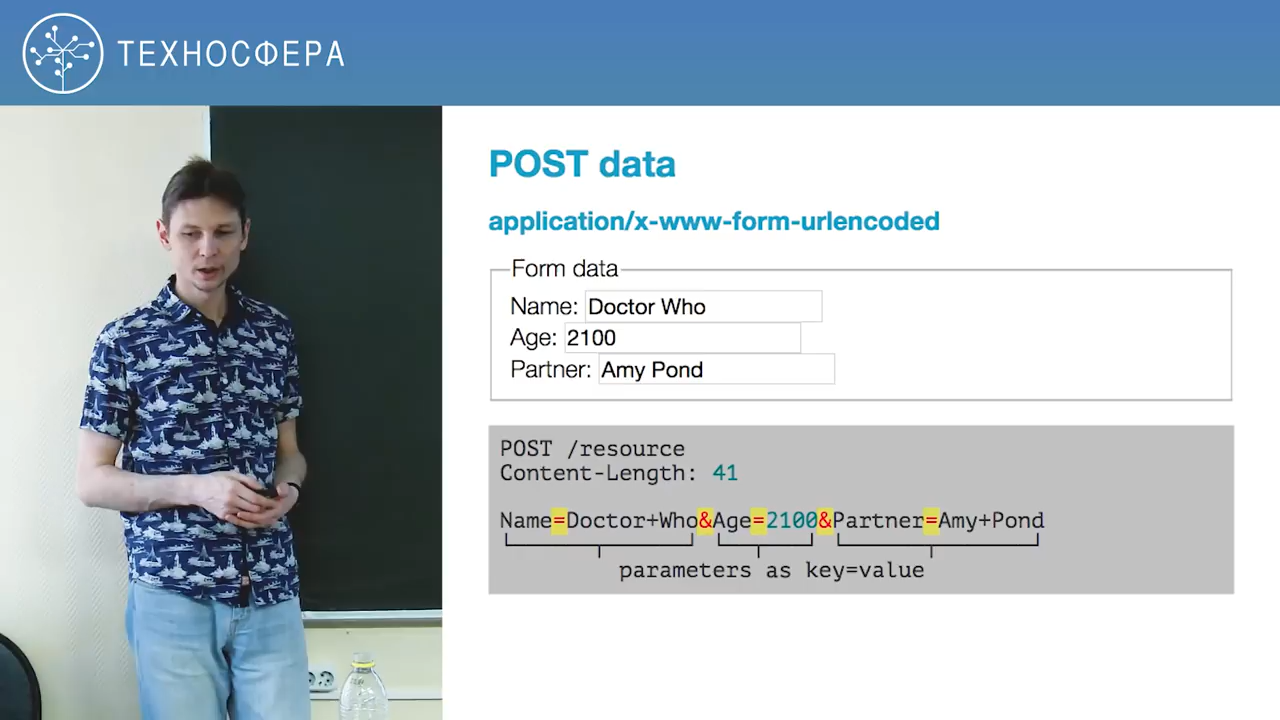 ТЕХНОСФЕРА
POST data
application/x-www-form-urlencoded
Form data
Name: Doctor Who
Age: 2100
Partner: Amy Pond
POST /resource
Content-Length: 41
Name=Doctor+Who&Age=2100&Partner=Amy+Pond
parameters as key=value